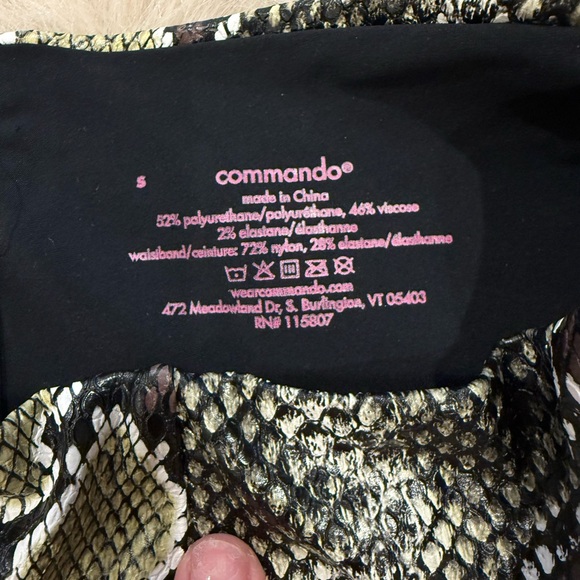 S
commando®
made in China
52% polyurethane/polyuréthane, 46% viscose
2% elastane/élasthanne
waistband/ceinture: 72% nylon, 28% elastane/élasthanne
wearcommando.com
472 Meadowland Dr, S. Burlington, VT 05403
RN# 115807